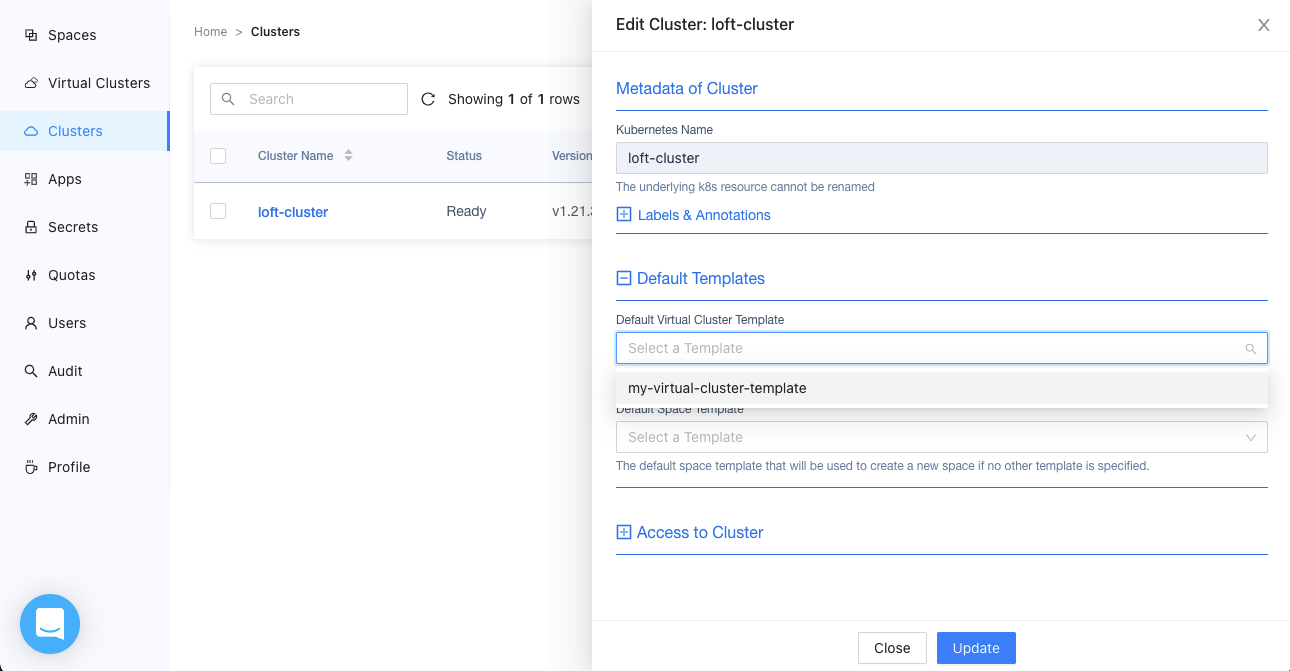 Spaces
Virtual Clusters
Clusters
Apps
Secrets
Quotas
Users
Audit
Admin
Profile
Home > Clusters
Search
Showing 1 of 1 rows
Cluster Name Status Version
loft-cluster Ready v1.21.3
Edit Cluster: loft-cluster
Metadata of Cluster
Kubernetes Name
loft-cluster
The underlying k8s resource cannot be renamed
Labels & Annotations
Default Templates
Default Virtual Cluster Template
Select a Template
my-virtual-cluster-template
Default Space Template
Select a Template
The default space template that will be used to create a new space if no other template is specified.
Access to Cluster
Close Update